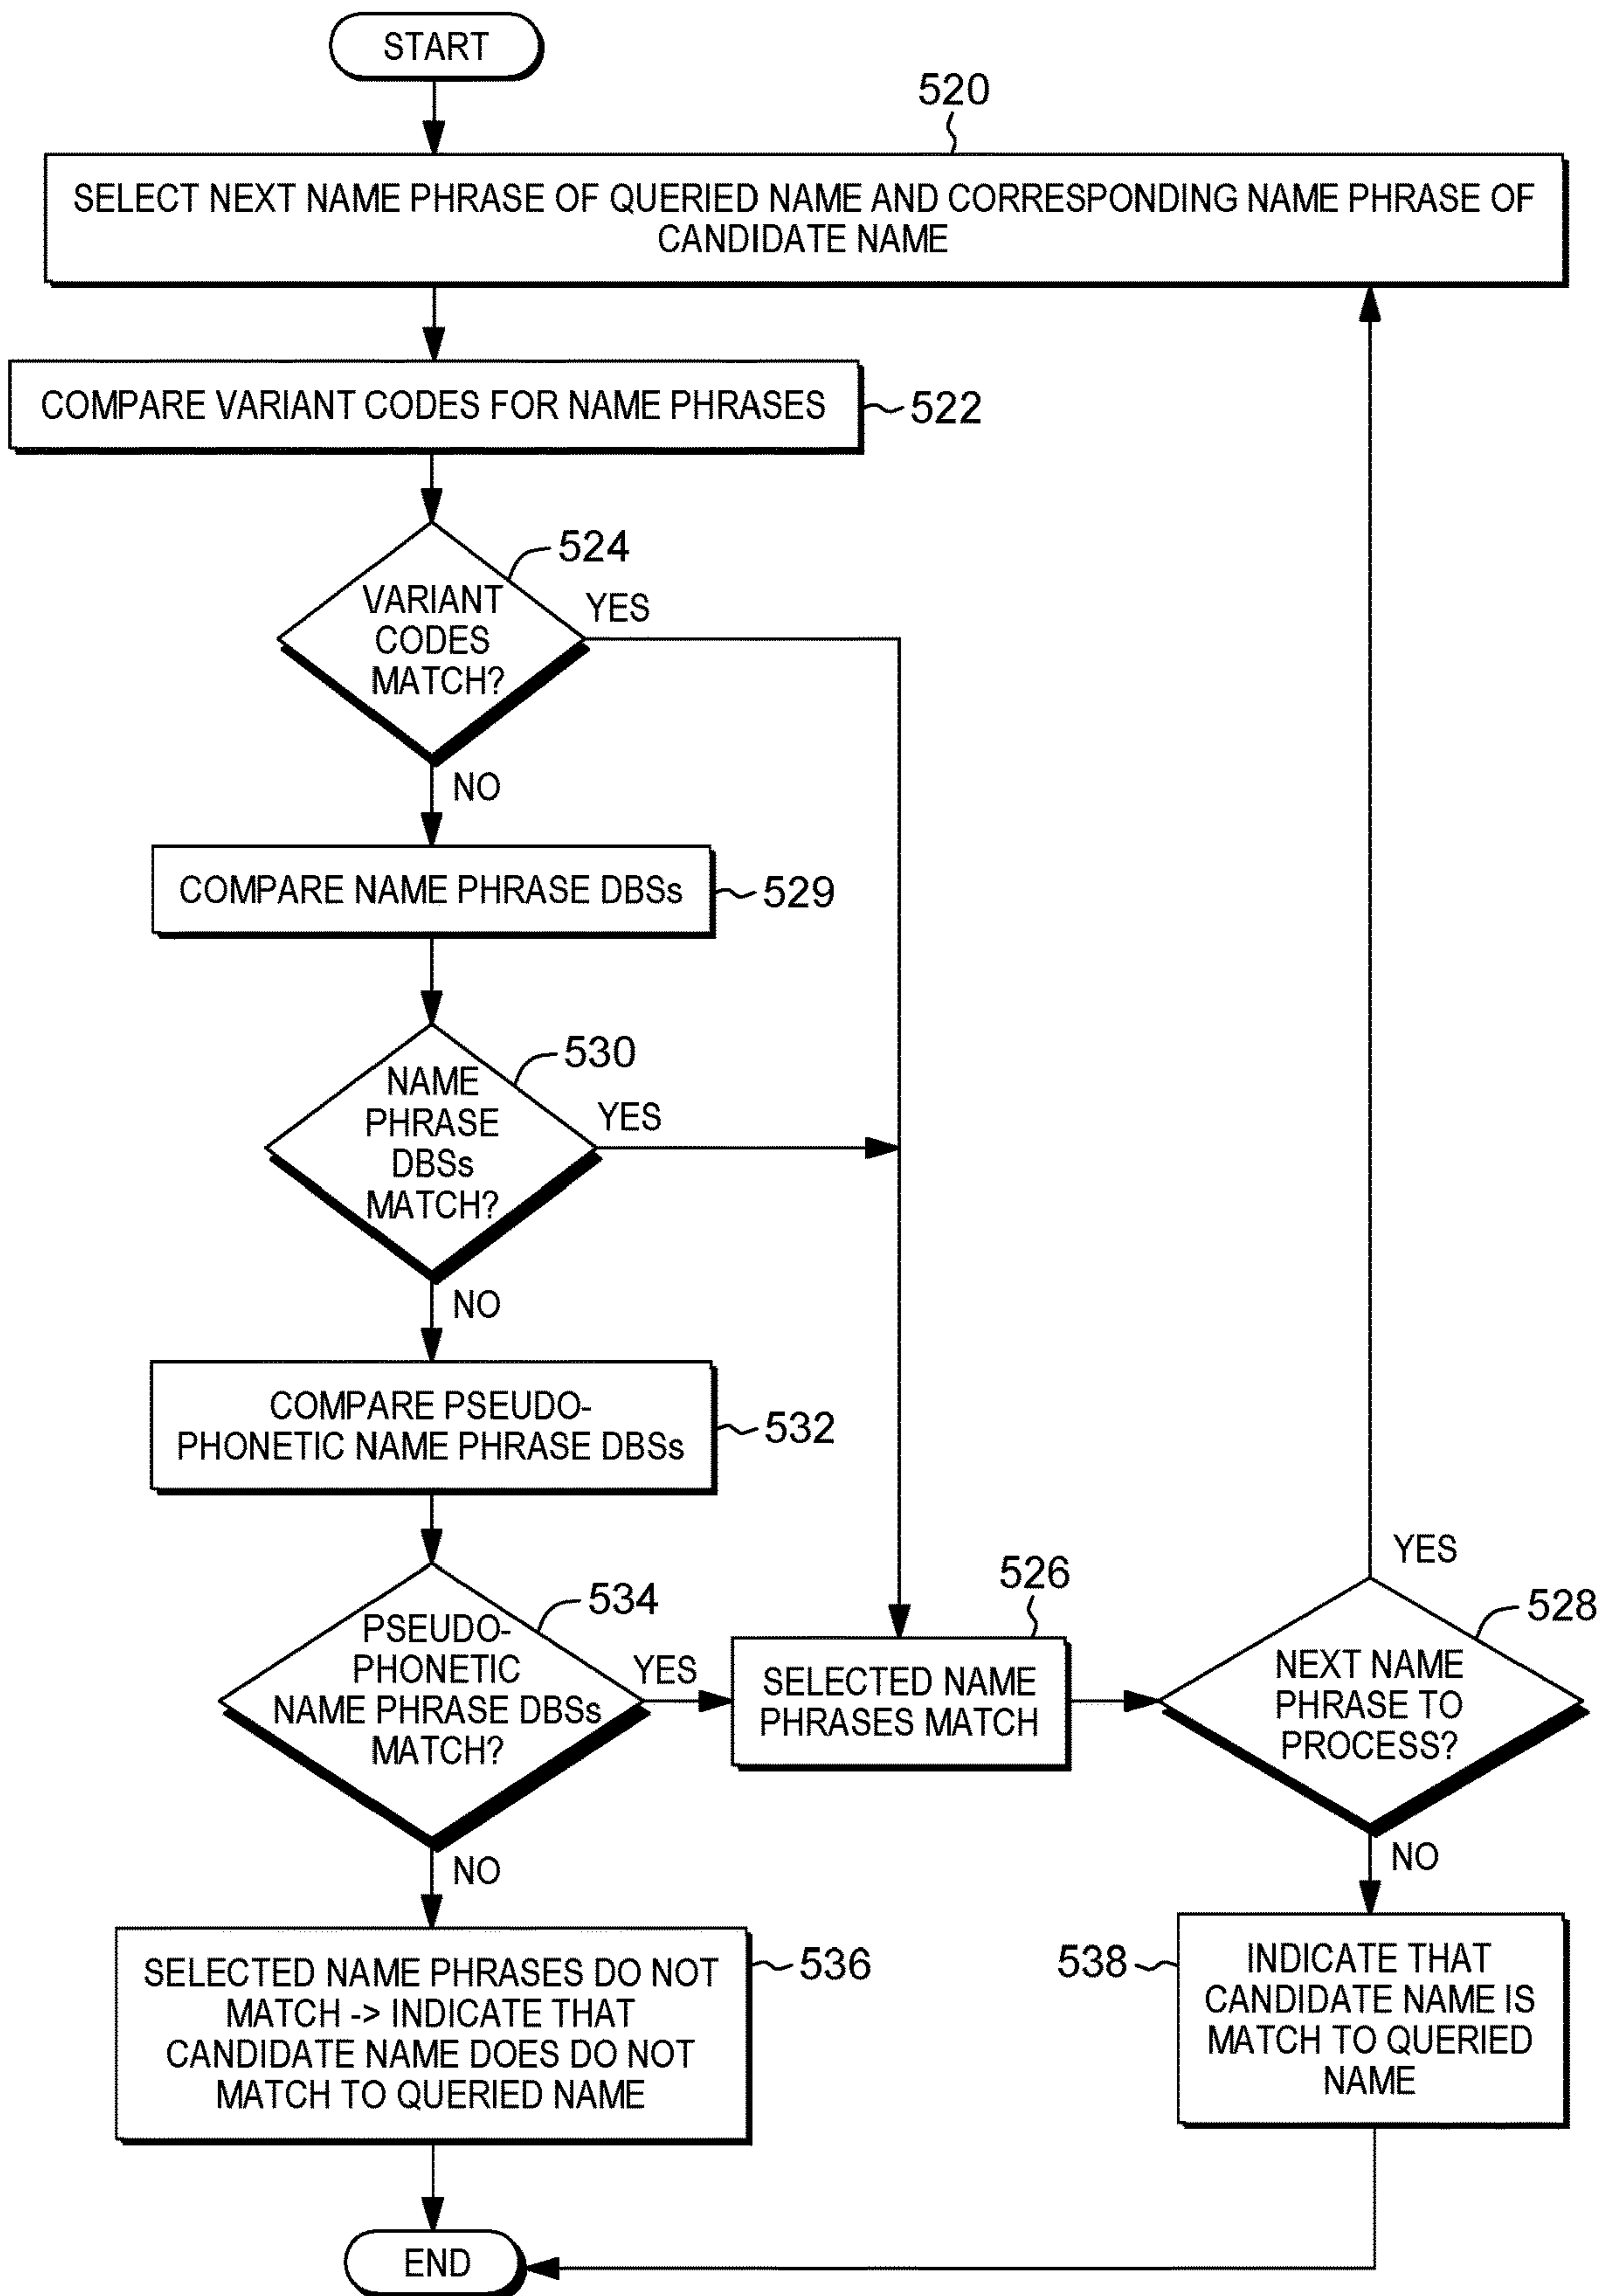 START
520
SELECT NEXT NAME PHRASE OF QUERIED NAME AND CORRESPONDING NAME PHRASE OF
CANDIDATE NAME
COMPARE VARIANT CODES FOR NAME PHRASES
522
524
VARIANT
CODES
MATCH?
YES
NO
COMPARE NAME PHRASE DBSs
529
530
NAME
PHRASE
DBSs
MATCH?
YES
NO
COMPARE PSEUDO-
PHONETIC NAME PHRASE DBSs
532
534
PSEUDO-
PHONETIC
NAME PHRASE DBSs
MATCH?
YES
NO
526
SELECTED NAME
PHRASES MATCH
YES
528
NEXT NAME
PHRASE TO
PROCESS?
NO
SELECTED NAME PHRASES DO NOT
MATCH -> INDICATE THAT
CANDIDATE NAME DOES DO NOT
MATCH TO QUERIED NAME
536
538
INDICATE THAT
CANDIDATE NAME IS
MATCH TO QUERIED
NAME
END